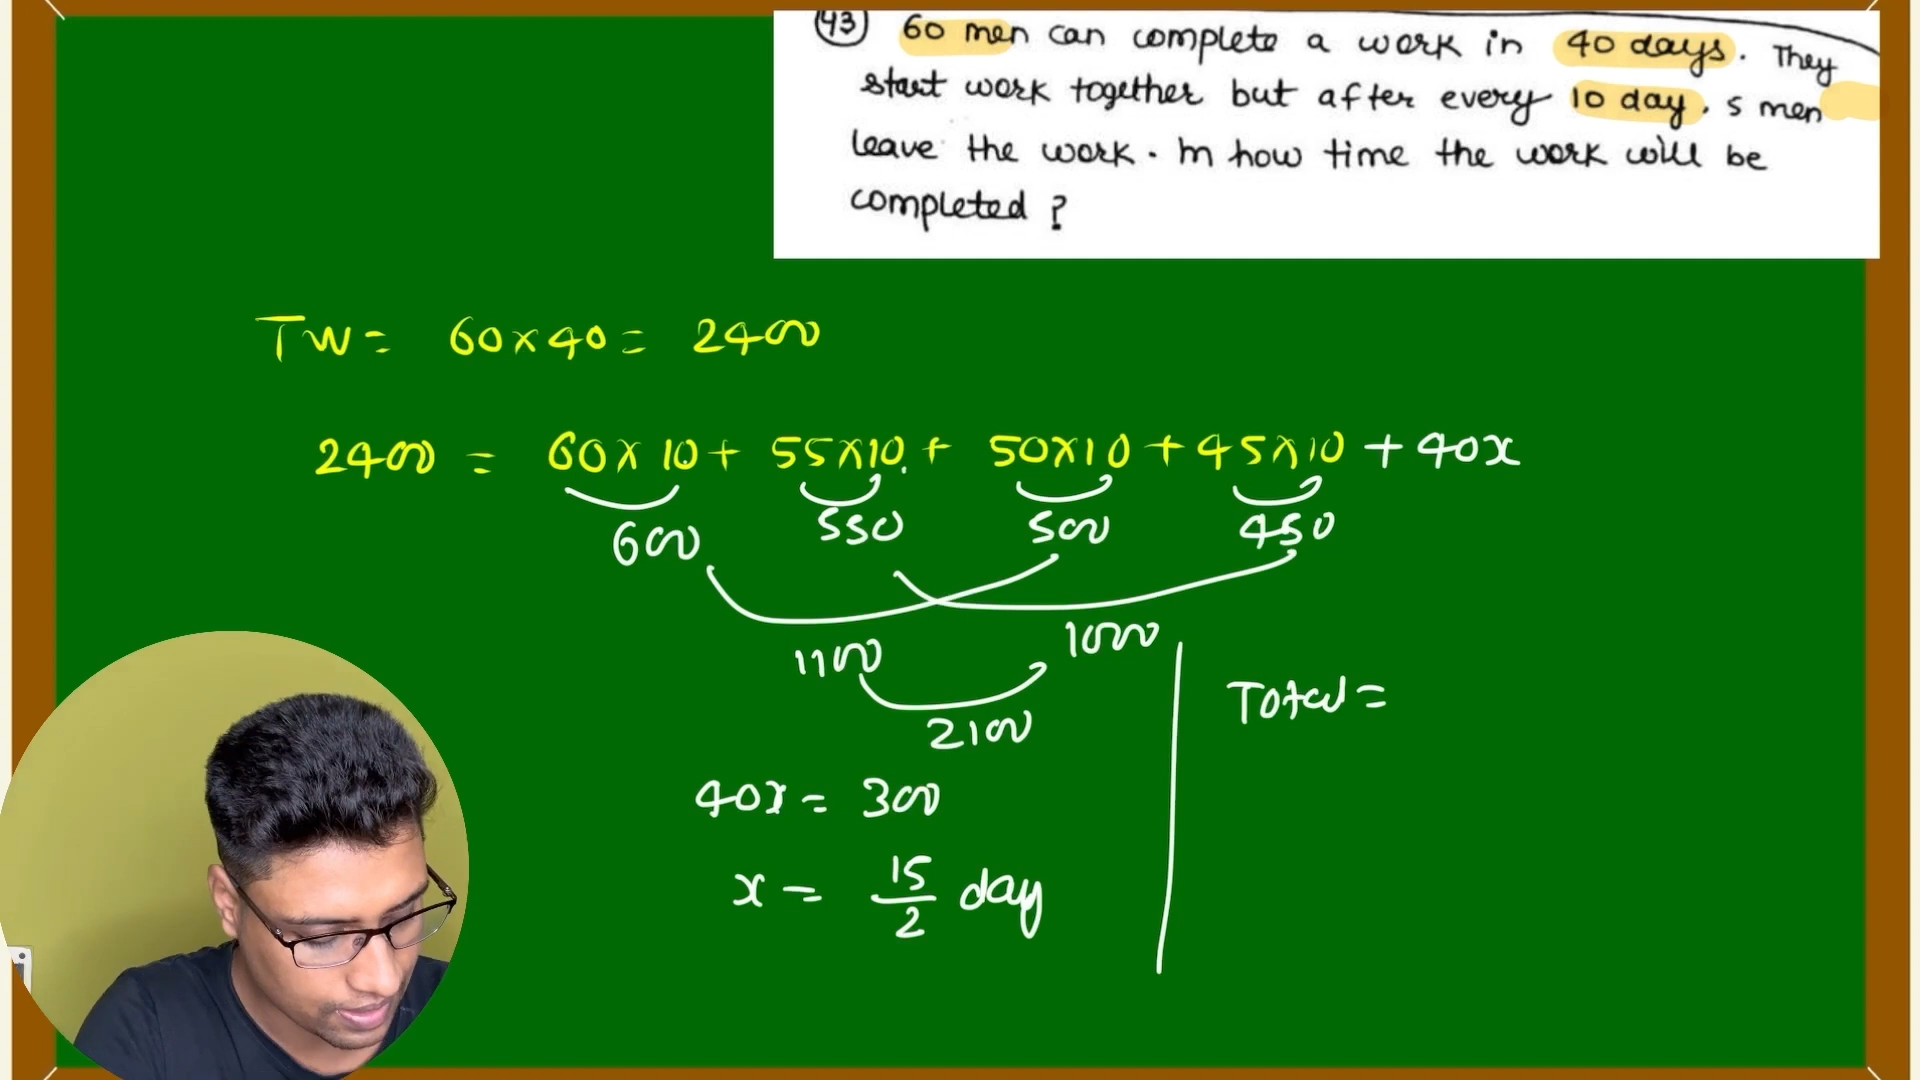 43 60 men can complete a work in 40 days. They
start work together but after every 10 day. 5 men
leave the work. In how time the work will be
completed ?
TW = 60×40 = 2400
2400 = 60×10 + 55×10 + 50×10 + 45×10 + 40x
600 550 500 450
1100 1000
2100
Total =
40x = 300
x = 15/2 day